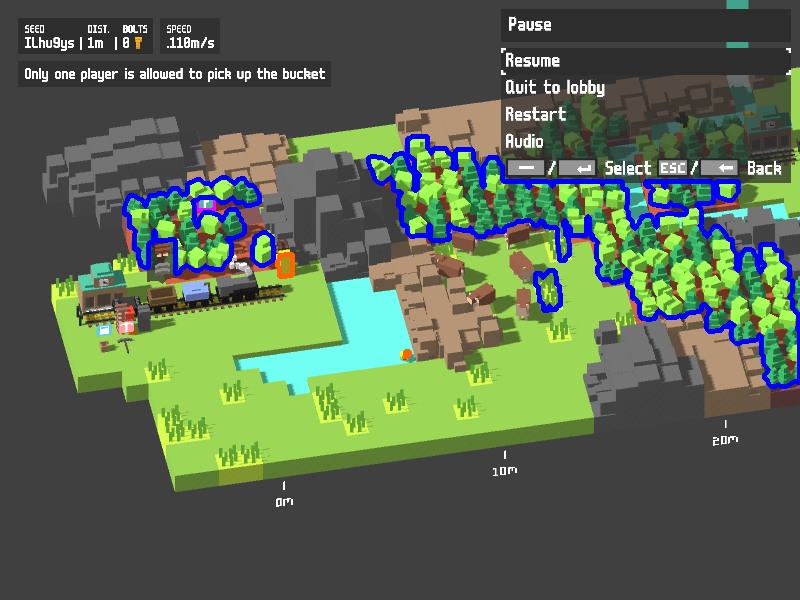 SEED DIST. BOLTS
ILhu9ys | 1m | 0
SPEED
.110m/s
Only one player is allowed to pick up the bucket
Pause
Resume
Quit to lobby
Restart
Audio
/ Select ESC / Back
0m
10m
20m